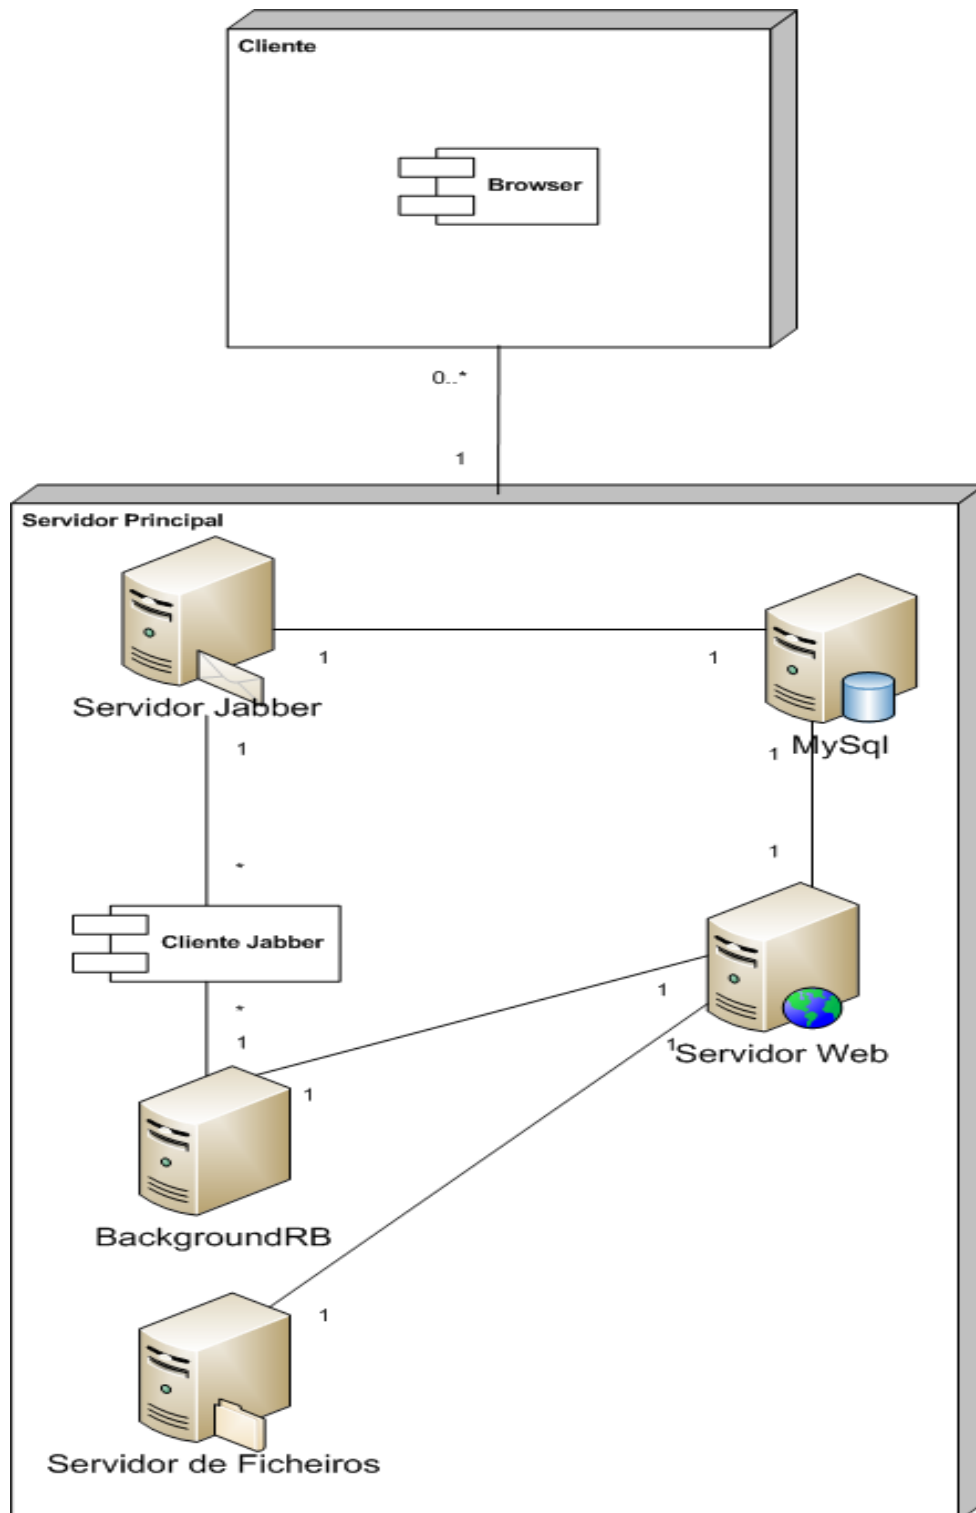 Cliente
Browser
0..*
1
Servidor Principal
1
1
Servidor Jabber
MySql
1
1
*
1
Cliente Jabber
*
1
1
1
Servidor Web
1
BackgroundRB
1
Servidor de Ficheiros